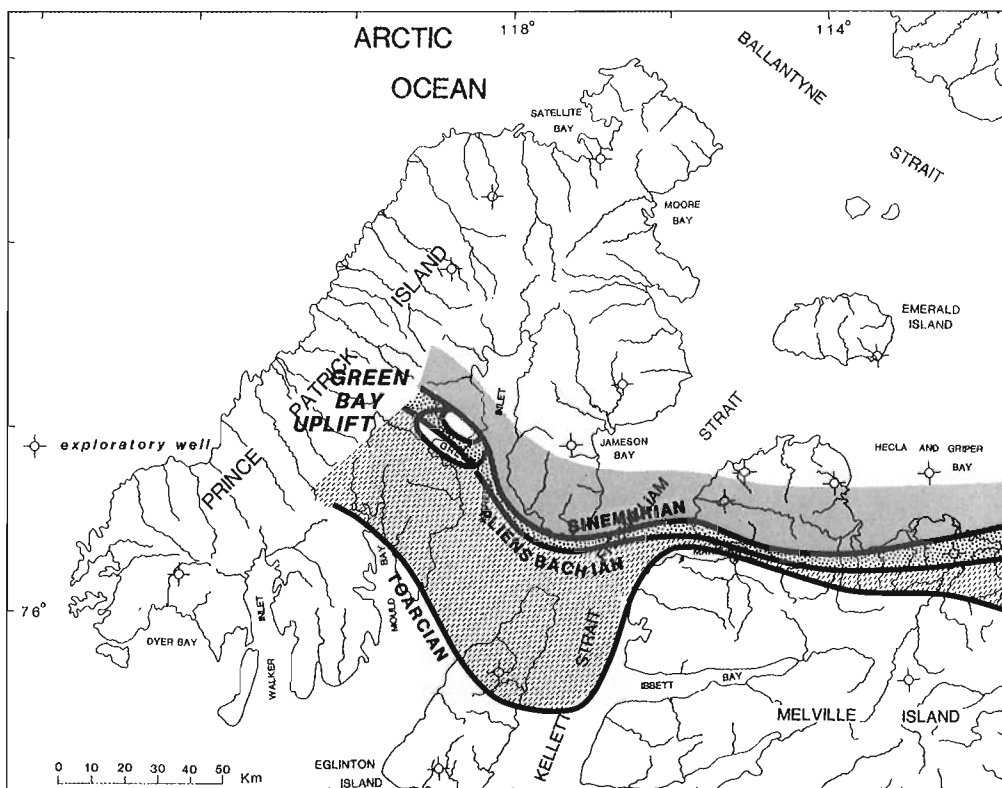 118°
114°
ARCTIC
OCEAN
BALLANTYNE
STRAIT
SATELLITE
BAY
MOORE
BAY
ISLAND
PATRICK
PRINCE
EMERALD
ISLAND
GREEN
BAY
UPLIFT
INLET
STRAIT
exploratory well
JAMESON
BAY
HECLA AND GRIPER
BAY
SINEMURIAN
PLIENSBACHIAN
TOARCIAN
MOULD
BAY
76°
DYER BAY
INLET
WALKER
STRAIT
KELLETT
IBBETT
BAY
MELVILLE
ISLAND
EGLINTON
ISLAND
0 10 20 30 40 50 Km